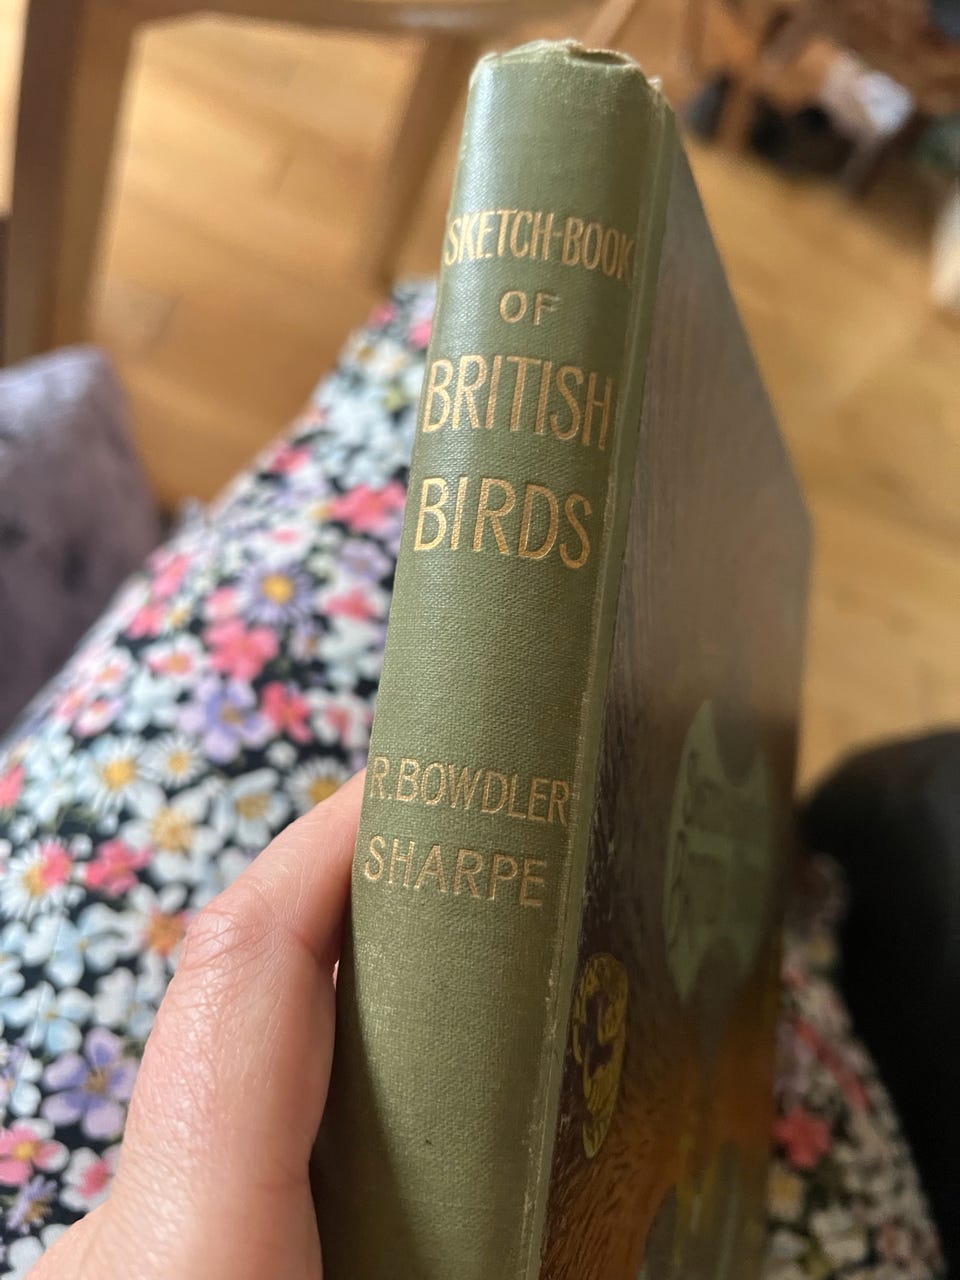 SKETCH-BOOK
OF
BRITISH
BIRDS
R.BOWDLER
SHARPE